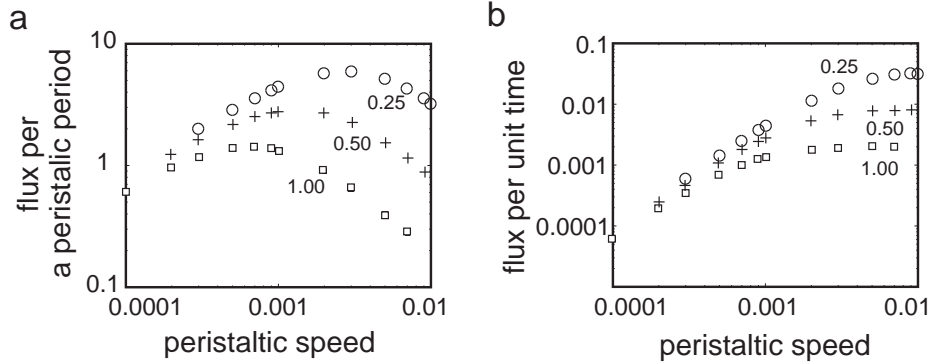 a
10
1
0.1
flux per
a peristalic period
0.25
0.50
1.00
0.0001
0.001
0.01
peristaltic speed
b
0.1
0.01
0.001
0.0001
flux per unit time
0.25
0.50
1.00
0.0001
0.001
0.01
peristaltic speed